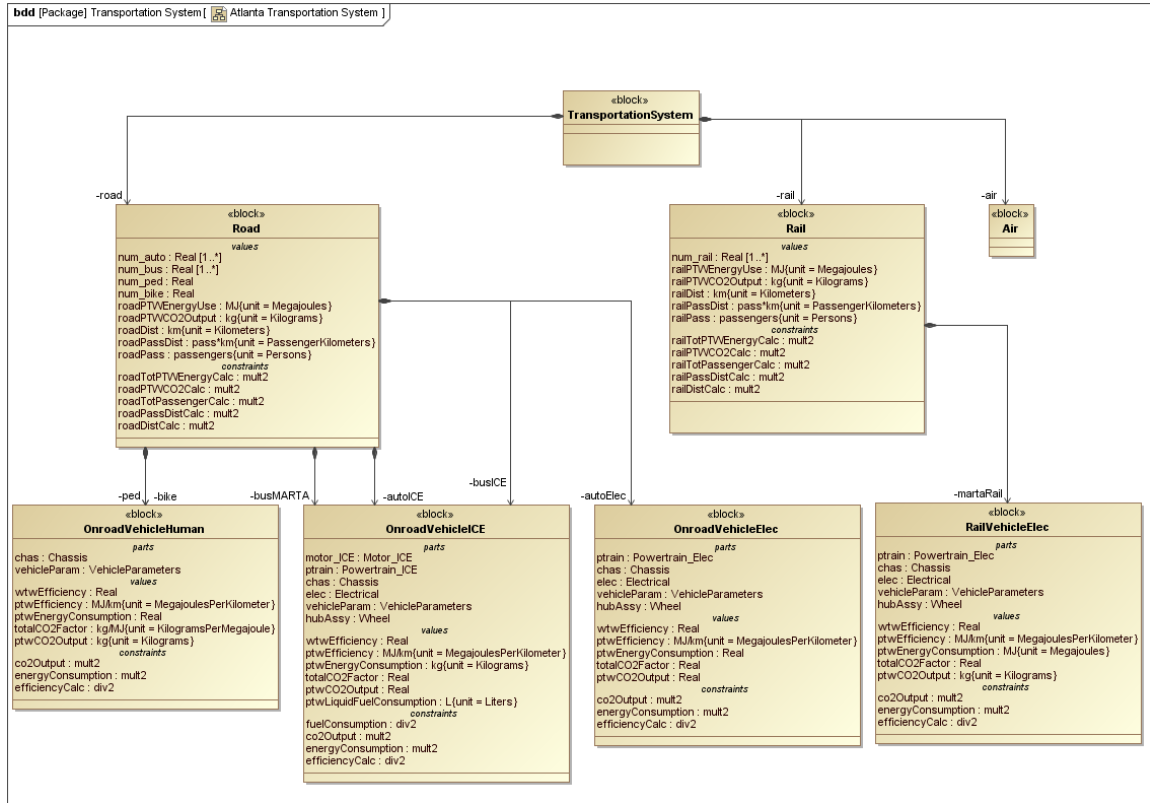 bdd [Package] Transportation System [ Atlanta Transportation System ]
«block»
TransportationSystem
-road
-rail
-air
«block»
Road
values
num_auto : Real [1..*]
num_bus : Real [1..*]
num_ped : Real
num_bike : Real
roadPTWEnergyUse : MJ{unit = Megajoules}
roadPTWCO2Output : kg{unit = Kilograms}
roadDist : km{unit = Kilometers}
roadPassDist : pass*km{unit = PassengerKilometers}
roadPass : passengers{unit = Persons}
constraints
roadTotPTWEnergyCalc : mult2
roadPTWCO2Calc : mult2
roadTotPassengerCalc : mult2
roadPassDistCalc : mult2
roadDistCalc : mult2
«block»
Rail
values
num_rail : Real [1..*]
railPTWEnergyUse : MJ{unit = Megajoules}
railPTWCO2Output : kg{unit = Kilograms}
railDist : km{unit = Kilometers}
railPassDist : pass*km{unit = PassengerKilometers}
railPass : passengers{unit = Persons}
constraints
railTotPTWEnergyCalc : mult2
railPTWCO2Calc : mult2
railTotPassengerCalc : mult2
railPassDistCalc : mult2
railDistCalc : mult2
«block»
Air
-ped
-bike
-busMARTA
-autoICE
-busICE
-autoElec
-martaRail
«block»
OnroadVehicleHuman
parts
chas : Chassis
vehicleParam : VehicleParameters
values
wtwEfficiency : Real
ptwEfficiency : MJ/km{unit = MegajoulesPerKilometer}
ptwEnergyConsumption : Real
totalCO2Factor : kg/MJ{unit = KilogramsPerMegajoule}
ptwCO2Output : kg{unit = Kilograms}
constraints
co2Output : mult2
energyConsumption : mult2
efficiencyCalc : div2
«block»
OnroadVehicleICE
parts
motor_ICE : Motor_ICE
ptrain : Powertrain_ICE
chas : Chassis
elec : Electrical
vehicleParam : VehicleParameters
hubAssy : Wheel
values
wtwEfficiency : Real
ptwEfficiency : MJ/km{unit = MegajoulesPerKilometer}
ptwEnergyConsumption : kg{unit = Kilograms}
totalCO2Factor : Real
ptwCO2Output : Real
ptwLiquidFuelConsumption : L{unit = Liters}
constraints
fuelConsumption : div2
co2Output : mult2
energyConsumption : mult2
efficiencyCalc : div2
«block»
OnroadVehicleElec
parts
ptrain : Powertrain_Elec
chas : Chassis
elec : Electrical
vehicleParam : VehicleParameters
hubAssy : Wheel
values
wtwEfficiency : Real
ptwEfficiency : MJ/km{unit = MegajoulesPerKilometer}
ptwEnergyConsumption : Real
totalCO2Factor : Real
ptwCO2Output : Real
constraints
co2Output : mult2
energyConsumption : mult2
efficiencyCalc : div2
«block»
RailVehicleElec
parts
ptrain : Powertrain_Elec
chas : Chassis
elec : Electrical
vehicleParam : VehicleParameters
hubAssy : Wheel
values
wtwEfficiency : Real
ptwEfficiency : MJ/km{unit = MegajoulesPerKilometer}
ptwEnergyConsumption : MJ{unit = Megajoules}
totalCO2Factor : Real
ptwCO2Output : kg{unit = Kilograms}
constraints
co2Output : mult2
energyConsumption : mult2
efficiencyCalc : div2